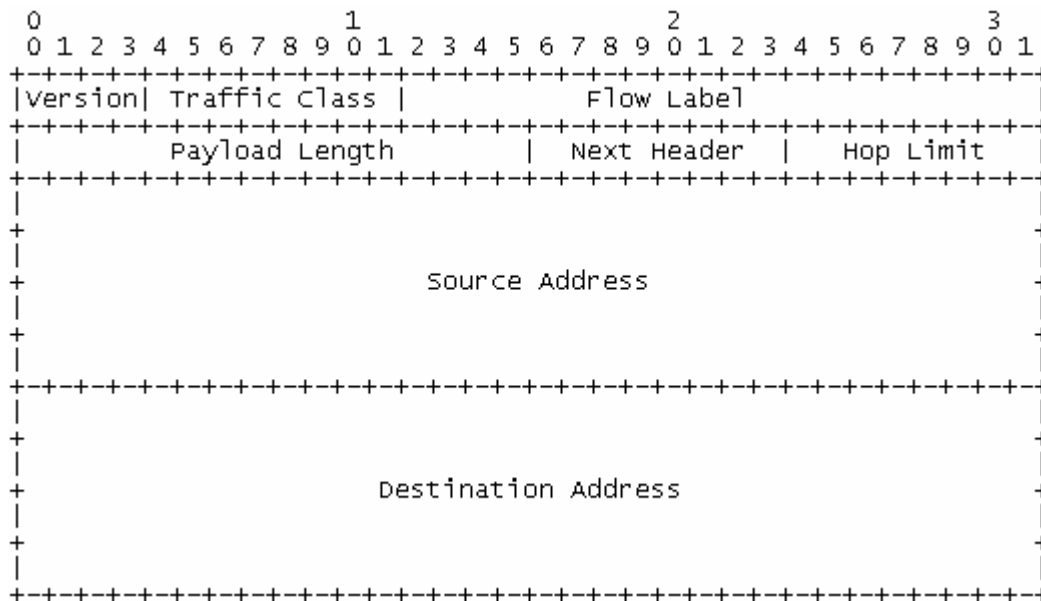 0                   1                   2                   3
0 1 2 3 4 5 6 7 8 9 0 1 2 3 4 5 6 7 8 9 0 1 2 3 4 5 6 7 8 9 0 1
+-+-+-+-+-+-+-+-+-+-+-+-+-+-+-+-+-+-+-+-+-+-+-+-+-+-+-+-+-+-+-+-+
|Version| Traffic Class |           Flow Label                  |
+-+-+-+-+-+-+-+-+-+-+-+-+-+-+-+-+-+-+-+-+-+-+-+-+-+-+-+-+-+-+-+-+
|         Payload Length        |  Next Header  |   Hop Limit   |
+-+-+-+-+-+-+-+-+-+-+-+-+-+-+-+-+-+-+-+-+-+-+-+-+-+-+-+-+-+-+-+-+
|                                                               |
+                                                               +
|                                                               |
+                         Source Address                        +
|                                                               |
+                                                               +
|                                                               |
+-+-+-+-+-+-+-+-+-+-+-+-+-+-+-+-+-+-+-+-+-+-+-+-+-+-+-+-+-+-+-+-+
|                                                               |
+                                                               +
|                                                               |
+                      Destination Address                      +
|                                                               |
+                                                               +
|                                                               |
+-+-+-+-+-+-+-+-+-+-+-+-+-+-+-+-+-+-+-+-+-+-+-+-+-+-+-+-+-+-+-+-+